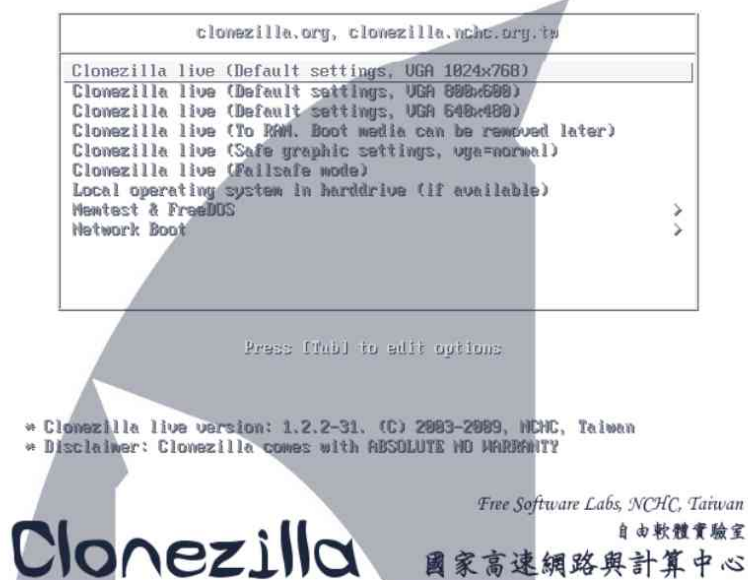 clonezilla.org, clonezilla.nchc.org.tw
Clonezilla live (Default settings, VGA 1024x768)
Clonezilla live (Default settings, VGA 800x600)
Clonezilla live (Default settings, VGA 640x480)
Clonezilla live (To RAM. Boot media can be removed later)
Clonezilla live (Safe graphic settings, vga=normal)
Clonezilla live (Failsafe mode)
Local operating system in harddrive (if available)
Memtest & FreeDOS >
Network Boot >
Press [Tab] to edit options
* Clonezilla live version: 1.2.2-31. (C) 2003-2009, NCHC, Taiwan
* Disclaimer: Clonezilla comes with ABSOLUTE NO WARRANTY
Free Software Labs, NCHC, Taiwan
自由軟體實驗室
Clonezilla 國家高速網路與計算中心